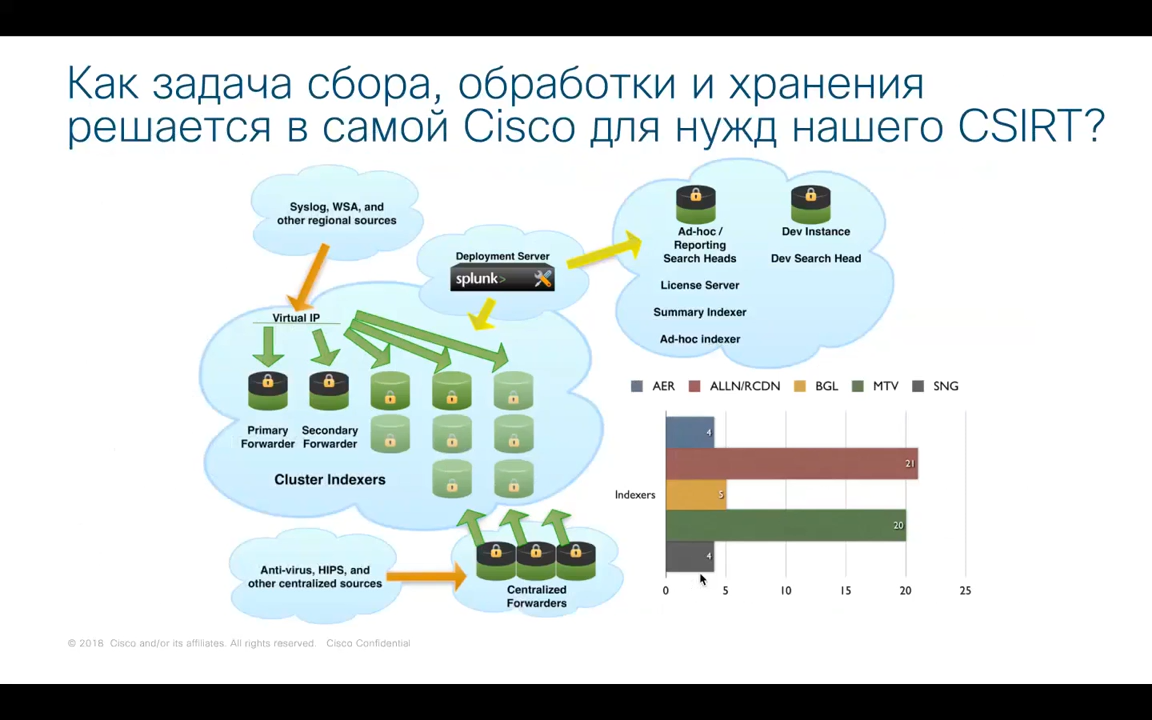 Как задача сбора, обработки и хранения
решается в самой Cisco для нужд нашего CSIRT?
Syslog, WSA, and
other regional sources
Deployment Server
splunk>
Ad-hoc /
Reporting
Search Heads
License Server
Summary Indexer
Ad-hoc indexer
Dev Instance
Dev Search Head
Virtual IP
Primary
Forwarder
Secondary
Forwarder
Cluster Indexers
Anti-virus, HIPS, and
other centralized sources
Centralized
Forwarders
AER ALLN/RCDN BGL MTV SNG
4
21
Indexers
5
20
4
0 5 10 15 20 25
© 2018 Cisco and/or its affiliates. All rights reserved. Cisco Confidential